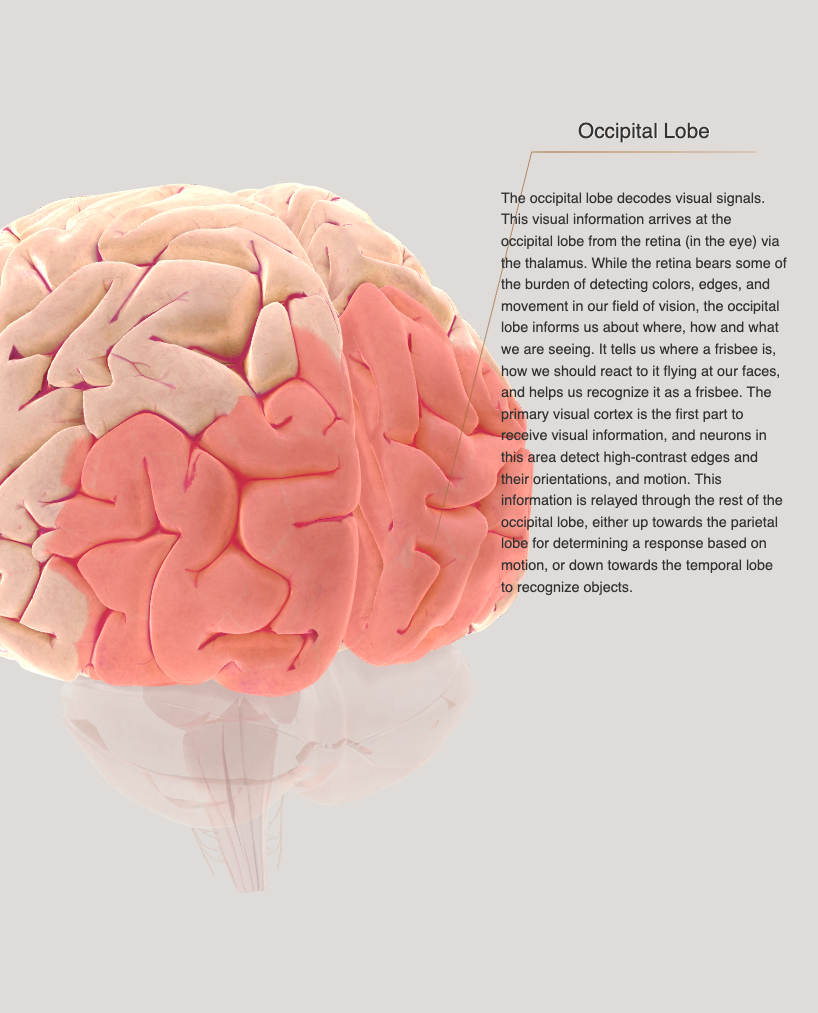 Occipital Lobe
The occipital lobe decodes visual signals.
This visual information arrives at the
occipital lobe from the retina (in the eye) via
the thalamus. While the retina bears some of
the burden of detecting colors, edges, and
movement in our field of vision, the occipital
lobe informs us about where, how and what
we are seeing. It tells us where a frisbee is,
how we should react to it flying at our faces,
and helps us recognize it as a frisbee. The
primary visual cortex is the first part to
receive visual information, and neurons in
this area detect high-contrast edges and
their orientations, and motion. This
information is relayed through the rest of the
occipital lobe, either up towards the parietal
lobe for determining a response based on
motion, or down towards the temporal lobe
to recognize objects.